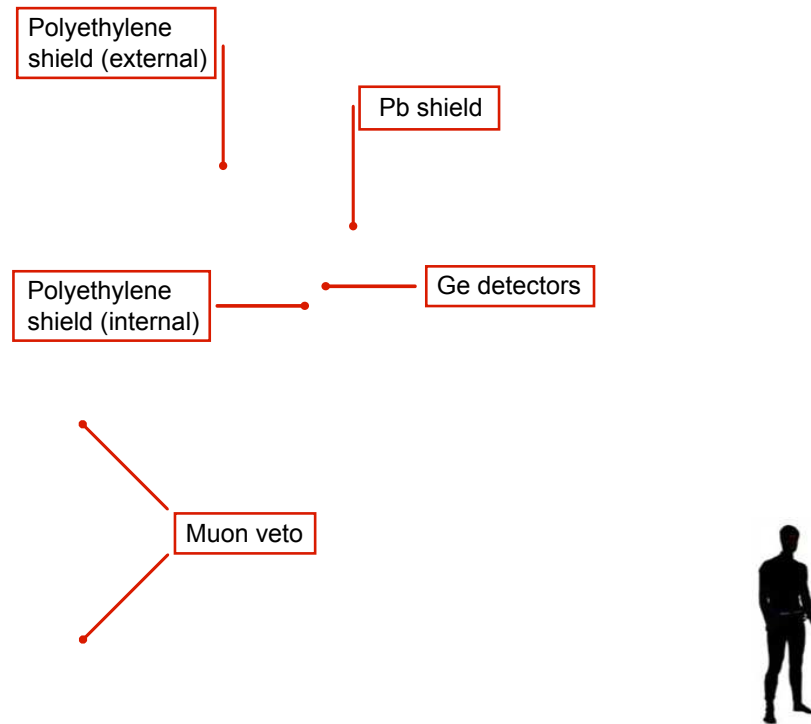 Polyethylene
shield (external)
Pb shield
Ge detectors
Polyethylene
shield (internal)
Muon veto